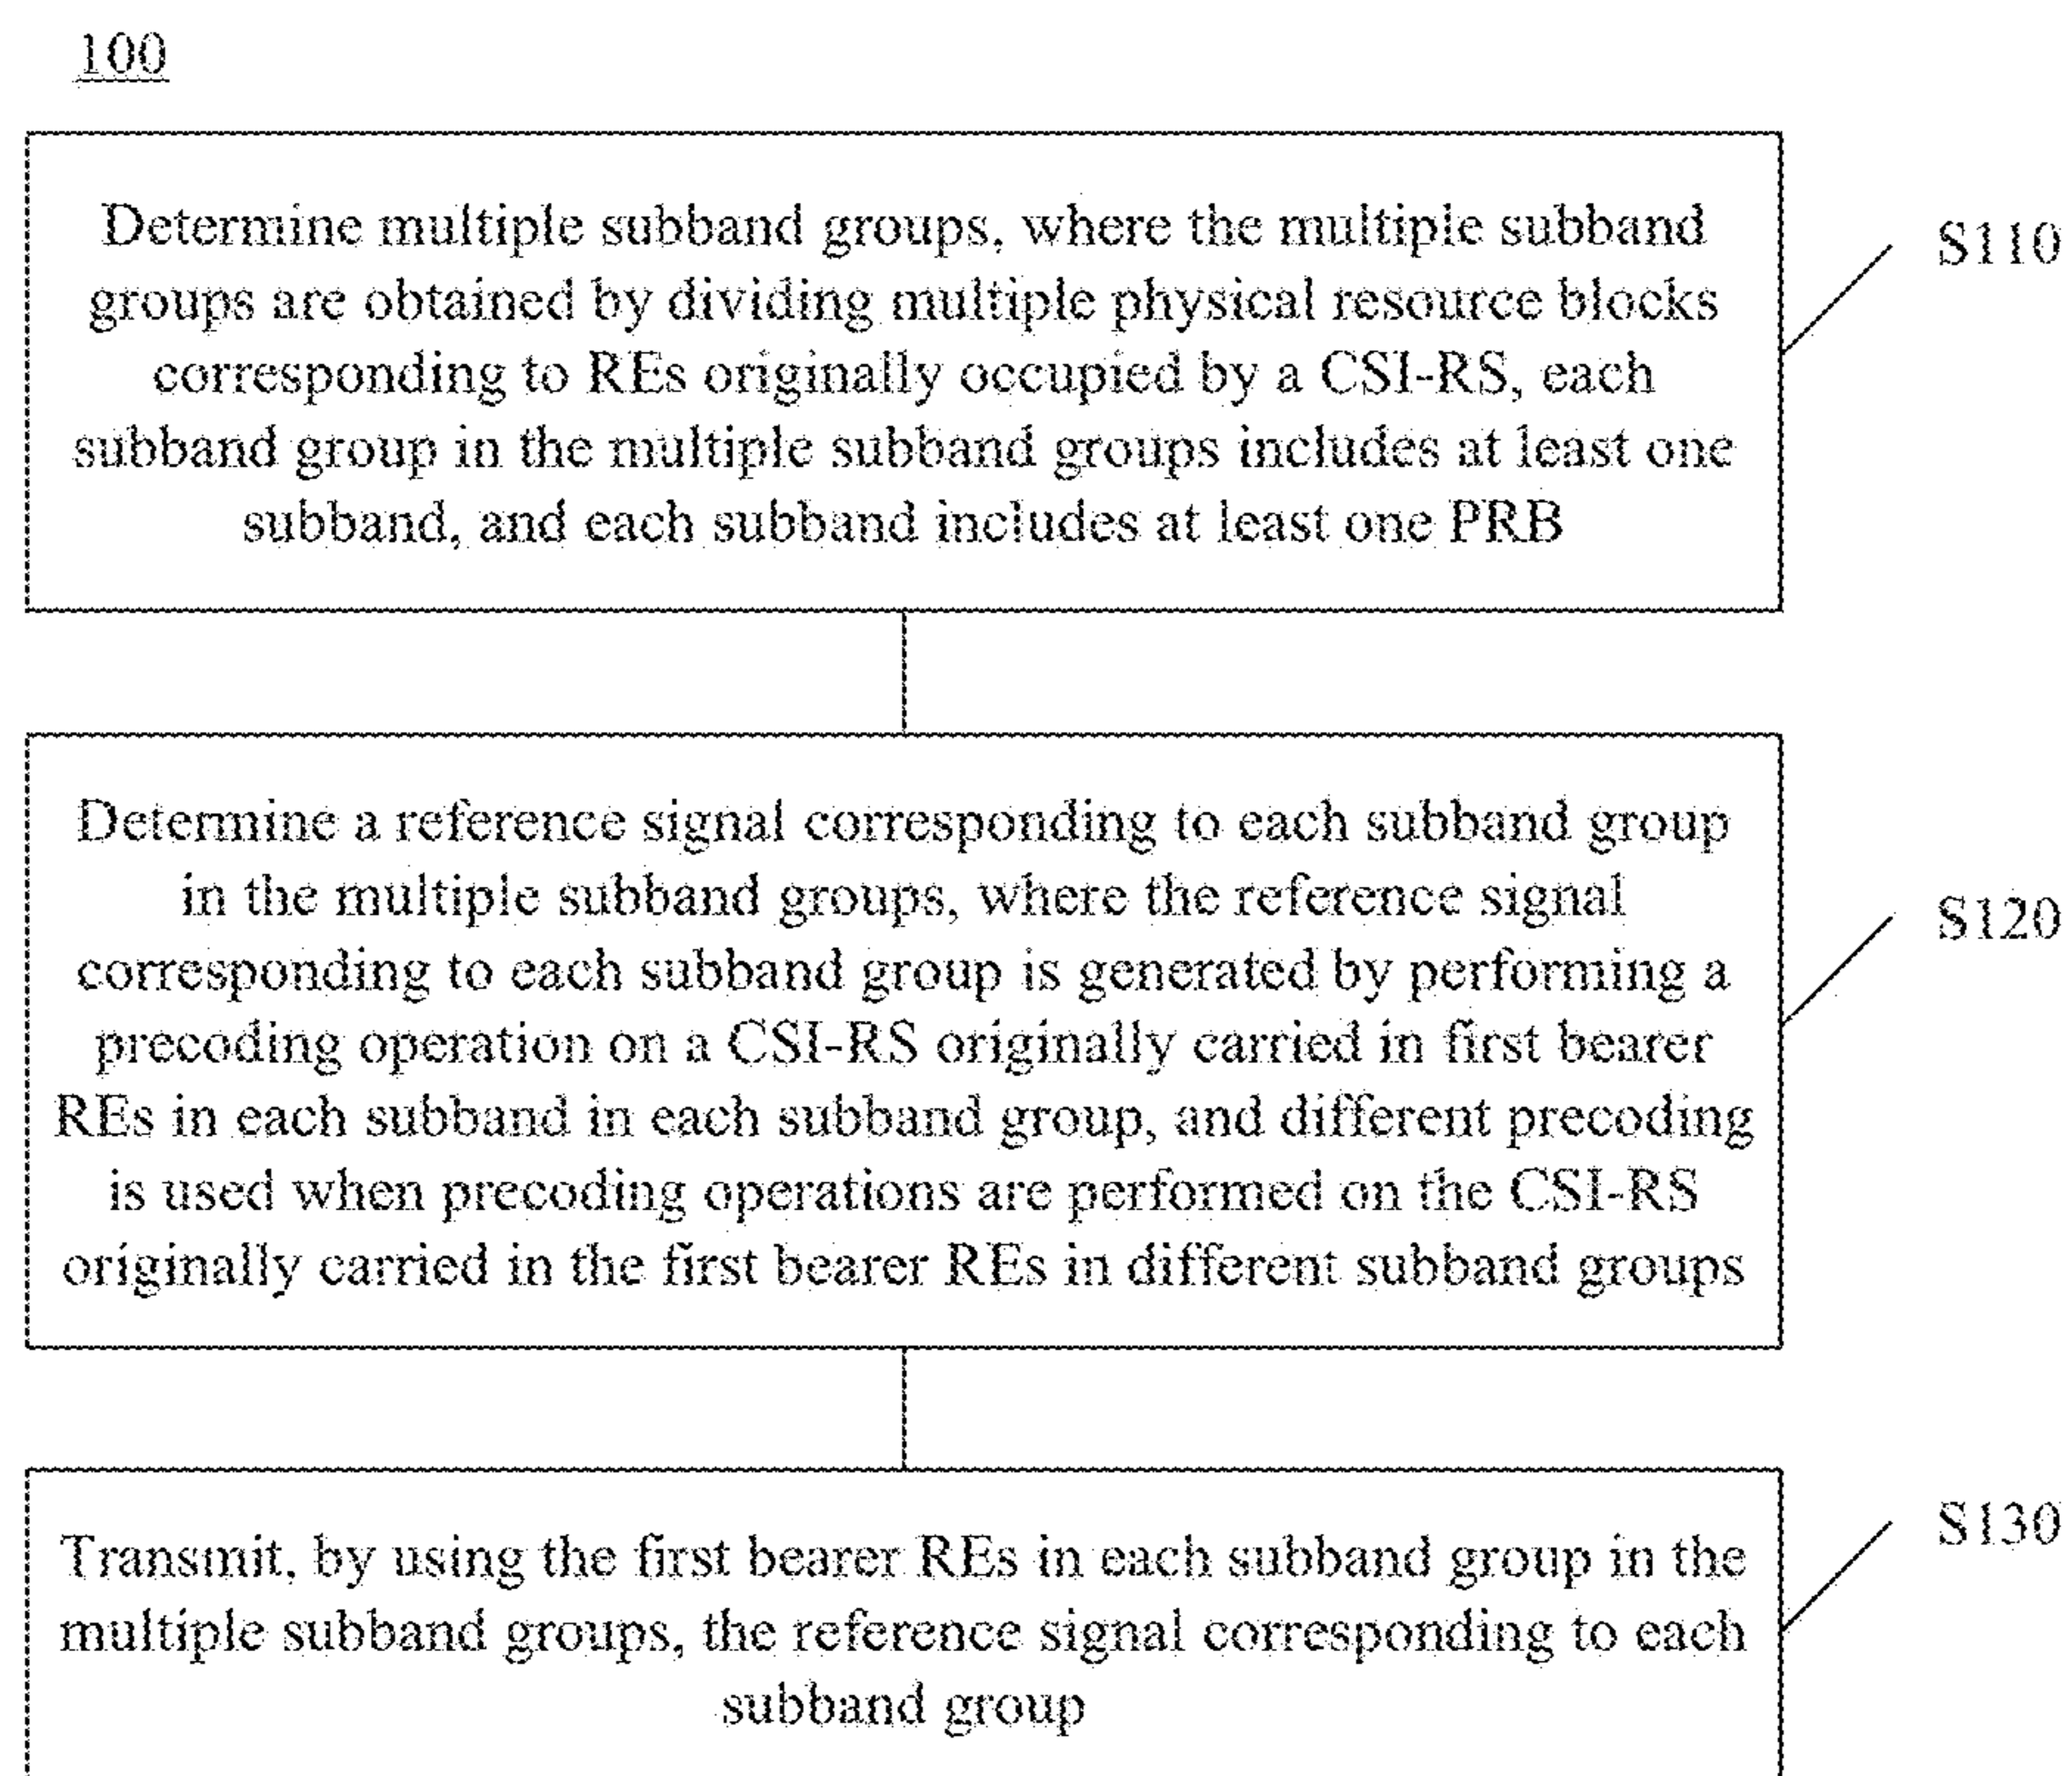 100
Determine multiple subband groups, where the multiple subband
groups are obtained by dividing multiple physical resource blocks
corresponding to REs originally occupied by a CSI-RS, each
subband group in the multiple subband groups includes at least one
subband, and each subband includes at least one PRB
S110
Determine a reference signal corresponding to each subband group
in the multiple subband groups, where the reference signal
corresponding to each subband group is generated by performing a
precoding operation on a CSI-RS originally carried in first bearer
REs in each subband in each subband group, and different precoding
is used when precoding operations are performed on the CSI-RS
originally carried in the first bearer REs in different subband groups
S120
Transmit, by using the first bearer REs in each subband group in the
multiple subband groups, the reference signal corresponding to each
subband group
S130